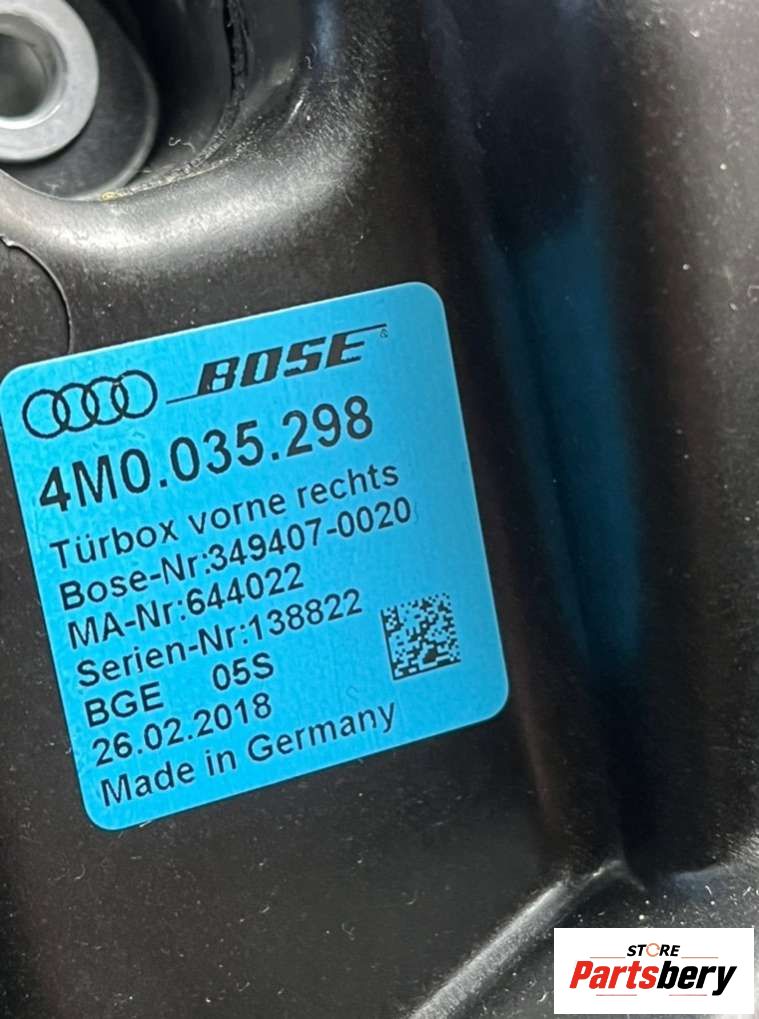 BOSE
4M0.035.298
Türbox vorne rechts
Bose-Nr:349407-0020
MA-Nr:644022
Serien-Nr:138822
BGE 05S
26.02.2018
Made in Germany
STORE
Partsbery